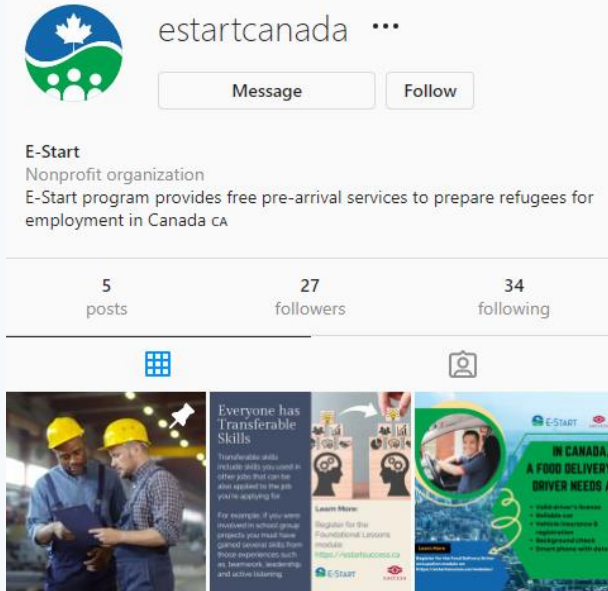 estartcanada •••
Message
Follow
E-Start
Nonprofit organization
E-Start program provides free pre-arrival services to prepare refugees for
employment in Canada CA
5
posts
27
followers
34
following
Everyone has
Transferable
Skills
Transferable skills
include skills you used in
other jobs that can be
also applied to the job
you're applying for.
For example, if you were
involved in school group
projects you must have
gained several skills from
those experiences such
as, teamwork, leadership
and active listening.
Learn More:
Register for the
Foundational Lessons
module
https://estartsuccess.ca
E-START
E-START
IN CANADA,
A FOOD DELIVERY
DRIVER NEEDS A
• Valid driver's license
• Reliable car
• Vehicle insurance &
registration
• Background check
• Smart phone with data
Learn More